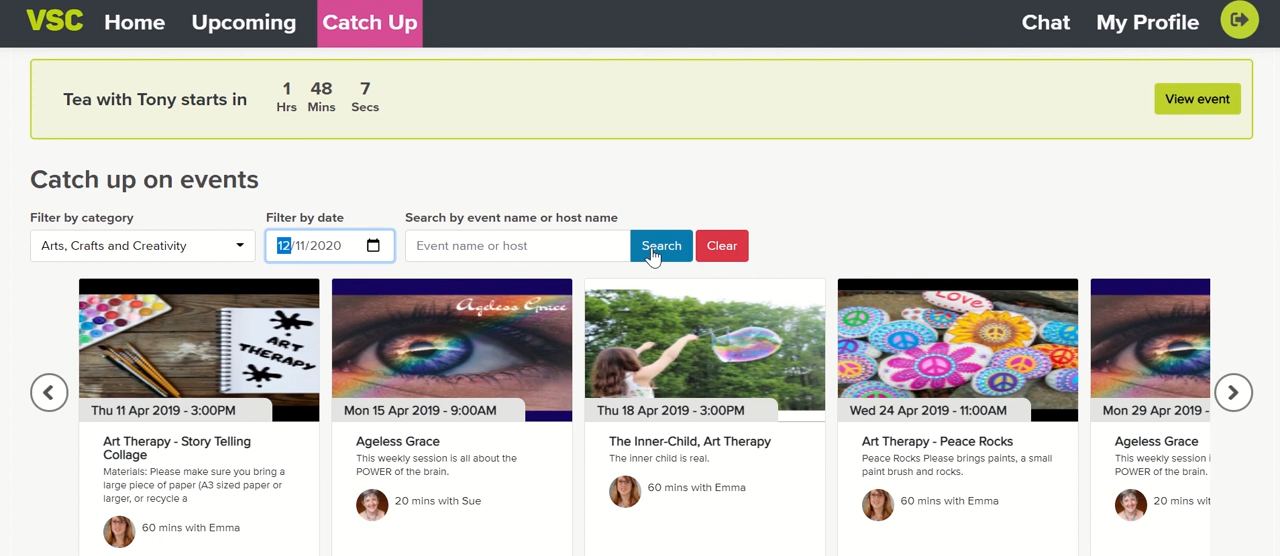 VSC Home Upcoming Catch Up Chat My Profile
Tea with Tony starts in 1 48 7
Hrs Mins Secs
View event
Catch up on events
Filter by category Filter by date Search by event name or host name
Arts, Crafts and Creativity 12/11/2020 Event name or host Search Clear
ART
THERAPY
Ageless Grace
Love
Thu 11 Apr 2019 - 3:00PM
Art Therapy - Story Telling
Collage
Materials: Please make sure you bring a
large piece of paper (A3 sized paper or
larger, or recycle a
60 mins with Emma
Mon 15 Apr 2019 - 9:00AM
Ageless Grace
This weekly session is all about the
POWER of the brain.
20 mins with Sue
Thu 18 Apr 2019 - 3:00PM
The Inner-Child, Art Therapy
The inner child is real.
60 mins with Emma
Wed 24 Apr 2019 - 11:00AM
Art Therapy - Peace Rocks
Peace Rocks Please brings paints, a small
paint brush and rocks.
60 mins with Emma
Mon 29 Apr 2019 -
Ageless Grace
This weekly session
POWER of the brain.
20 mins